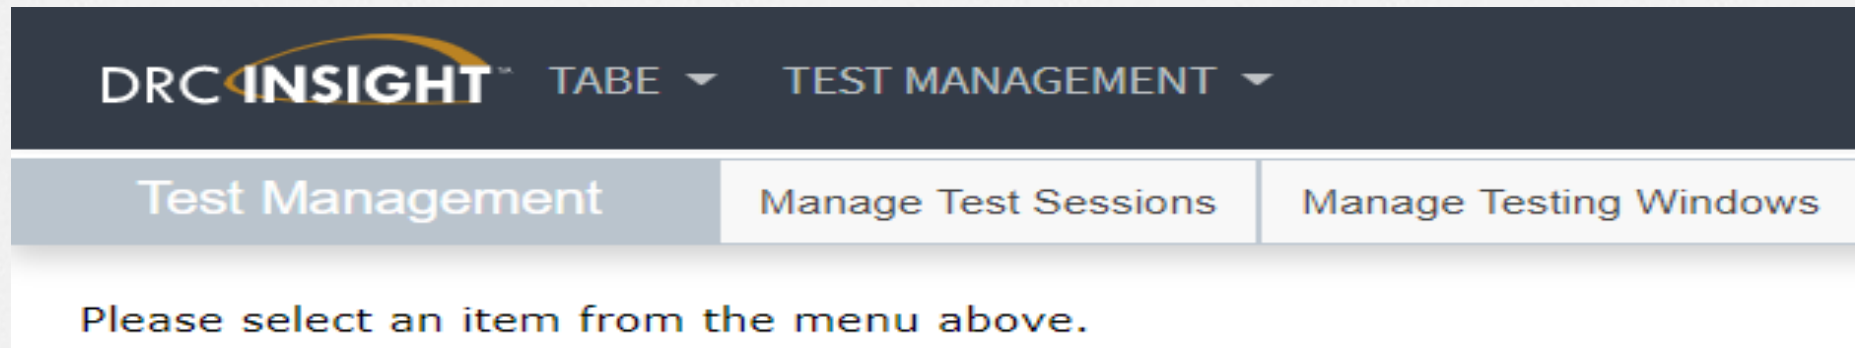 DRC INSIGHT TABE TEST MANAGEMENT
Test Management Manage Test Sessions Manage Testing Windows
Please select an item from the menu above.